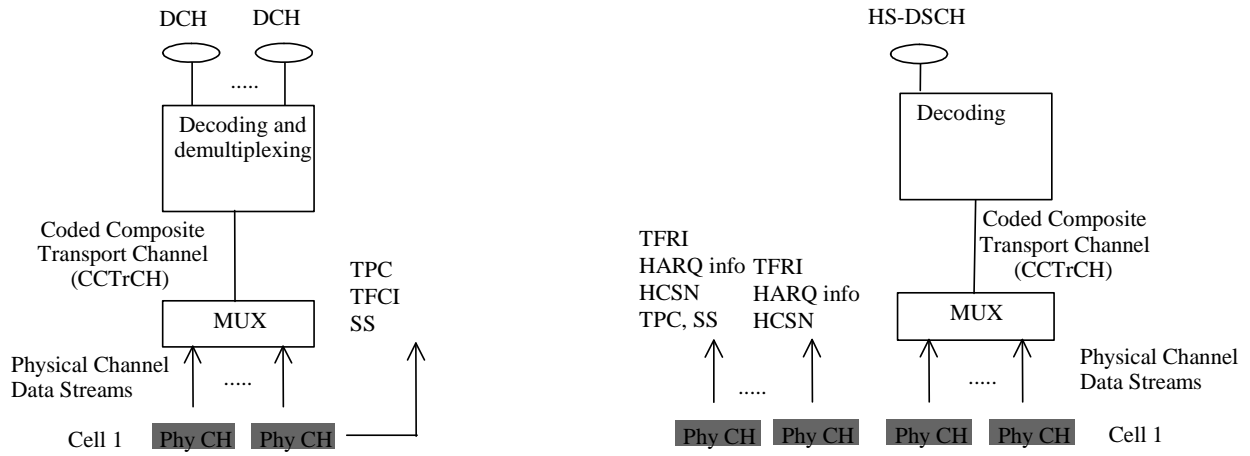 DCH DCH
.....
Decoding and
demultiplexing
Coded Composite
Transport Channel
(CCTrCH)
TPC
TFCI
SS
MUX
Physical Channel
Data Streams
.....
Cell 1 Phy CH Phy CH
HS-DSCH
Decoding
Coded Composite
Transport Channel
(CCTrCH)
TFRI
HARQ info
HCSN
TPC, SS
TFRI
HARQ info
HCSN
MUX
Physical Channel
Data Streams
.....
.....
Phy CH Phy CH Phy CH Phy CH Cell 1